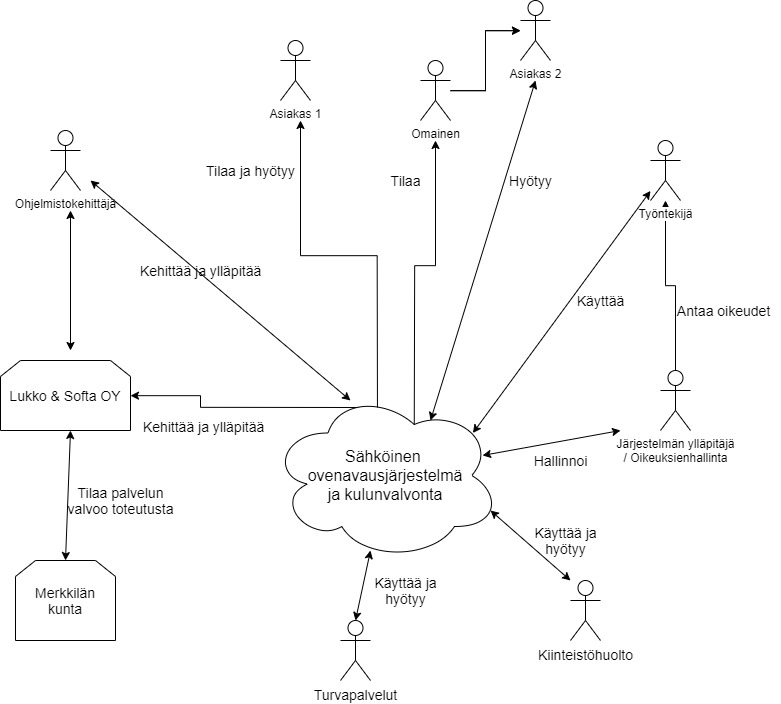 Asiakas 1
Omainen
Asiakas 2
Ohjelmistokehittäjä
Työntekijä
Tilaa ja hyötyy
Tilaa
Hyötyy
Kehittää ja ylläpitää
Käyttää
Antaa oikeudet
Lukko & Softa OY
Kehittää ja ylläpitää
Sähköinen
ovenavausjärjestelmä
ja kulunvalvonta
Hallinnoi
Järjestelmän ylläpitäjä
/ Oikeuksienhallinta
Tilaa palvelun
valvoo toteutusta
Käyttää ja
hyötyy
Merkkilän
kunta
Käyttää ja
hyötyy
Kiinteistöhuolto
Turvapalvelut